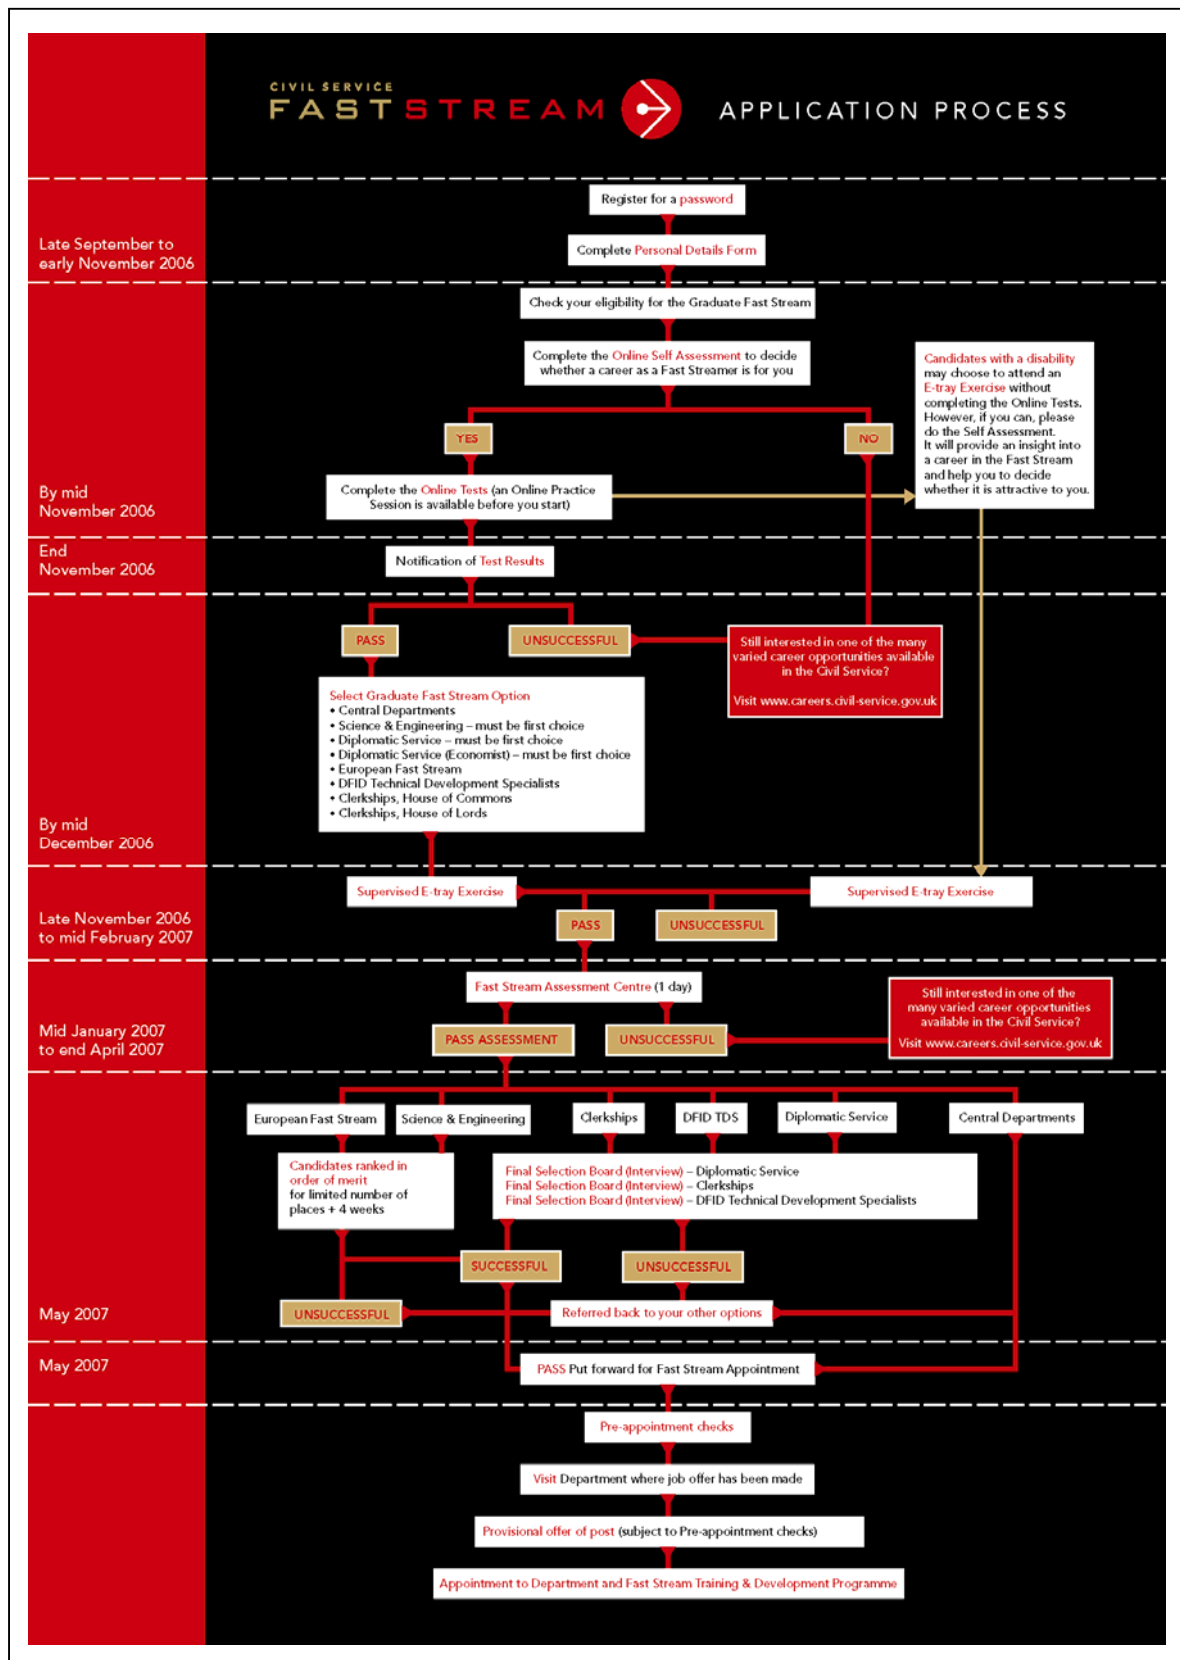 CIVIL SERVICE
FASTSTREAM
APPLICATION PROCESS
Register for a password
Late September to
early November 2006
Complete Personal Details Form
Check your eligibility for the Graduate Fast Stream
Complete the Online Self Assessment to decide
whether a career as a Fast Streamer is for you
Candidates with a disability
may choose to attend an
E-tray Exercise without
completing the Online Tests.
However, if you can, please
do the Self Assessment.
It will provide an insight into
a career in the Fast Stream
and help you to decide
whether it is attractive to you.
YES
NO
By mid
November 2006
Complete the Online Tests (an Online Practice
Session is available before you start)
End
November 2006
Notification of Test Results
PASS
UNSUCCESSFUL
Still interested in one of the many
varied career opportunities available
in the Civil Service?
Visit www.careers.civil-service.gov.uk
Select Graduate Fast Stream Option
• Central Departments
• Science & Engineering – must be first choice
• Diplomatic Service – must be first choice
• Diplomatic Service (Economist) – must be first choice
• European Fast Stream
• DFID Technical Development Specialists
• Clerkships, House of Commons
• Clerkships, House of Lords
By mid
December 2006
Supervised E-tray Exercise
Supervised E-tray Exercise
Late November 2006
to mid February 2007
PASS
UNSUCCESSFUL
Fast Stream Assessment Centre (1 day)
Still interested in one of the
many varied career opportunities
available in the Civil Service?
Visit www.careers.civil-service.gov.uk
Mid January 2007
to end April 2007
PASS ASSESSMENT
UNSUCCESSFUL
European Fast Stream
Science & Engineering
Clerkships
DFID TDS
Diplomatic Service
Central Departments
Candidates ranked in
order of merit
for limited number of
places + 4 weeks
Final Selection Board (Interview) – Diplomatic Service
Final Selection Board (Interview) – Clerkships
Final Selection Board (Interview) – DFID Technical Development Specialists
SUCCESSFUL
UNSUCCESSFUL
May 2007
UNSUCCESSFUL
Referred back to your other options
May 2007
PASS Put forward for Fast Stream Appointment
Pre-appointment checks
Visit Department where job offer has been made
Provisional offer of post (subject to Pre-appointment checks)
Appointment to Department and Fast Stream Training & Development Programme